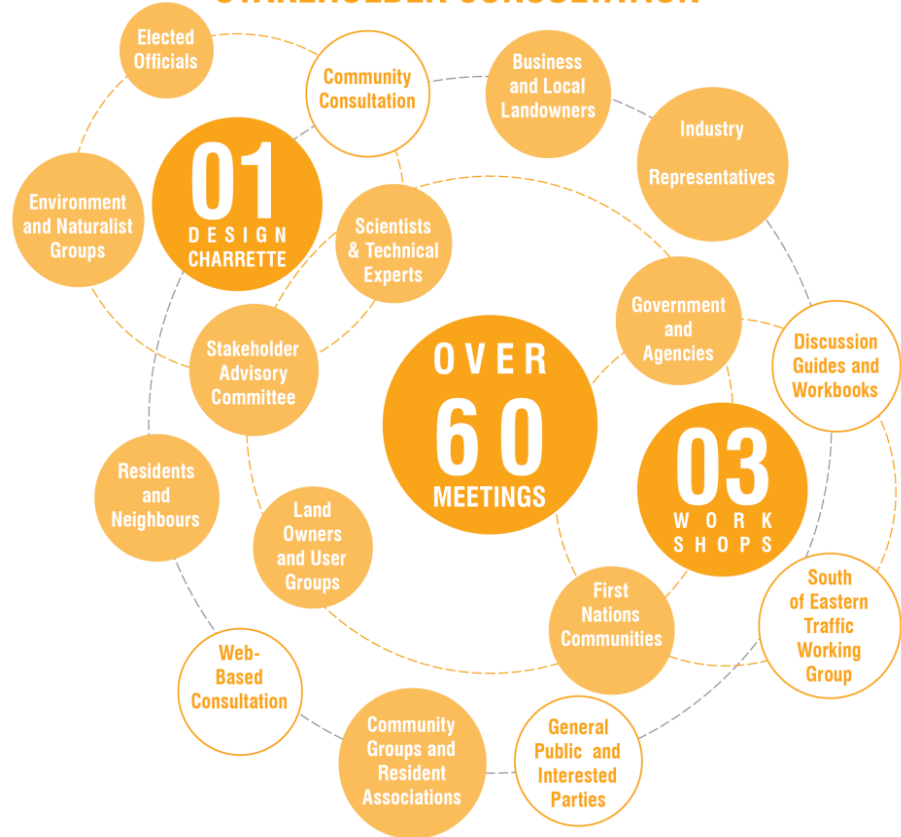 STAKEHOLDER CONSULTATION
Elected
Officials
Community
Consultation
Business
and Local
Landowners
Industry
Representatives
01
DESIGN
CHARRETTE
Environment
and Naturalist
Groups
Scientists
& Technical
Experts
Government
and
Agencies
Stakeholder
Advisory
Committee
OVER
60
MEETINGS
Discussion
Guides and
Workbooks
03
WORK
SHOPS
Residents
and
Neighbours
Land
Owners
and User
Groups
First
Nations
Communities
South
of Eastern
Traffic
Working
Group
Web-
Based
Consultation
Community
Groups and
Resident
Associations
General
Public and
Interested
Parties